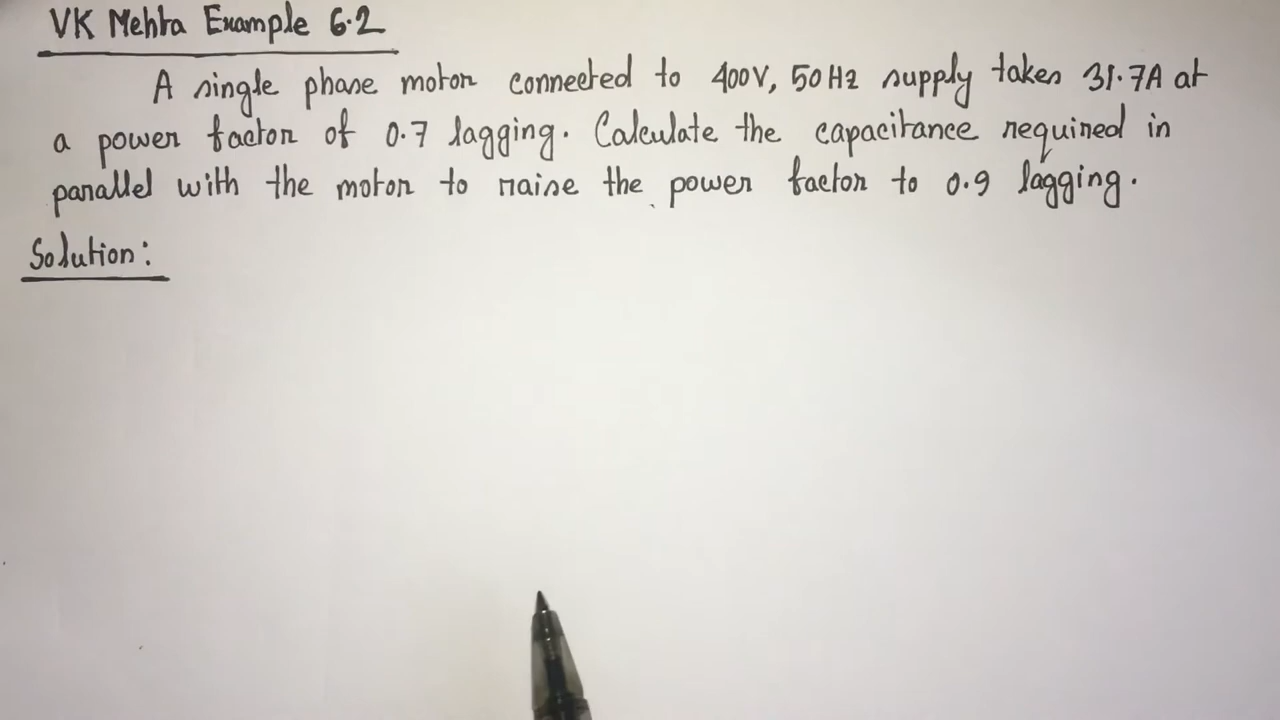 VK Mehta Example 6.2
A single phase motor connected to 400V, 50Hz supply takes 31.7A at
a power factor of 0.7 lagging. Calculate the capacitance required in
parallel with the motor to raise the power factor to 0.9 lagging.
Solution: